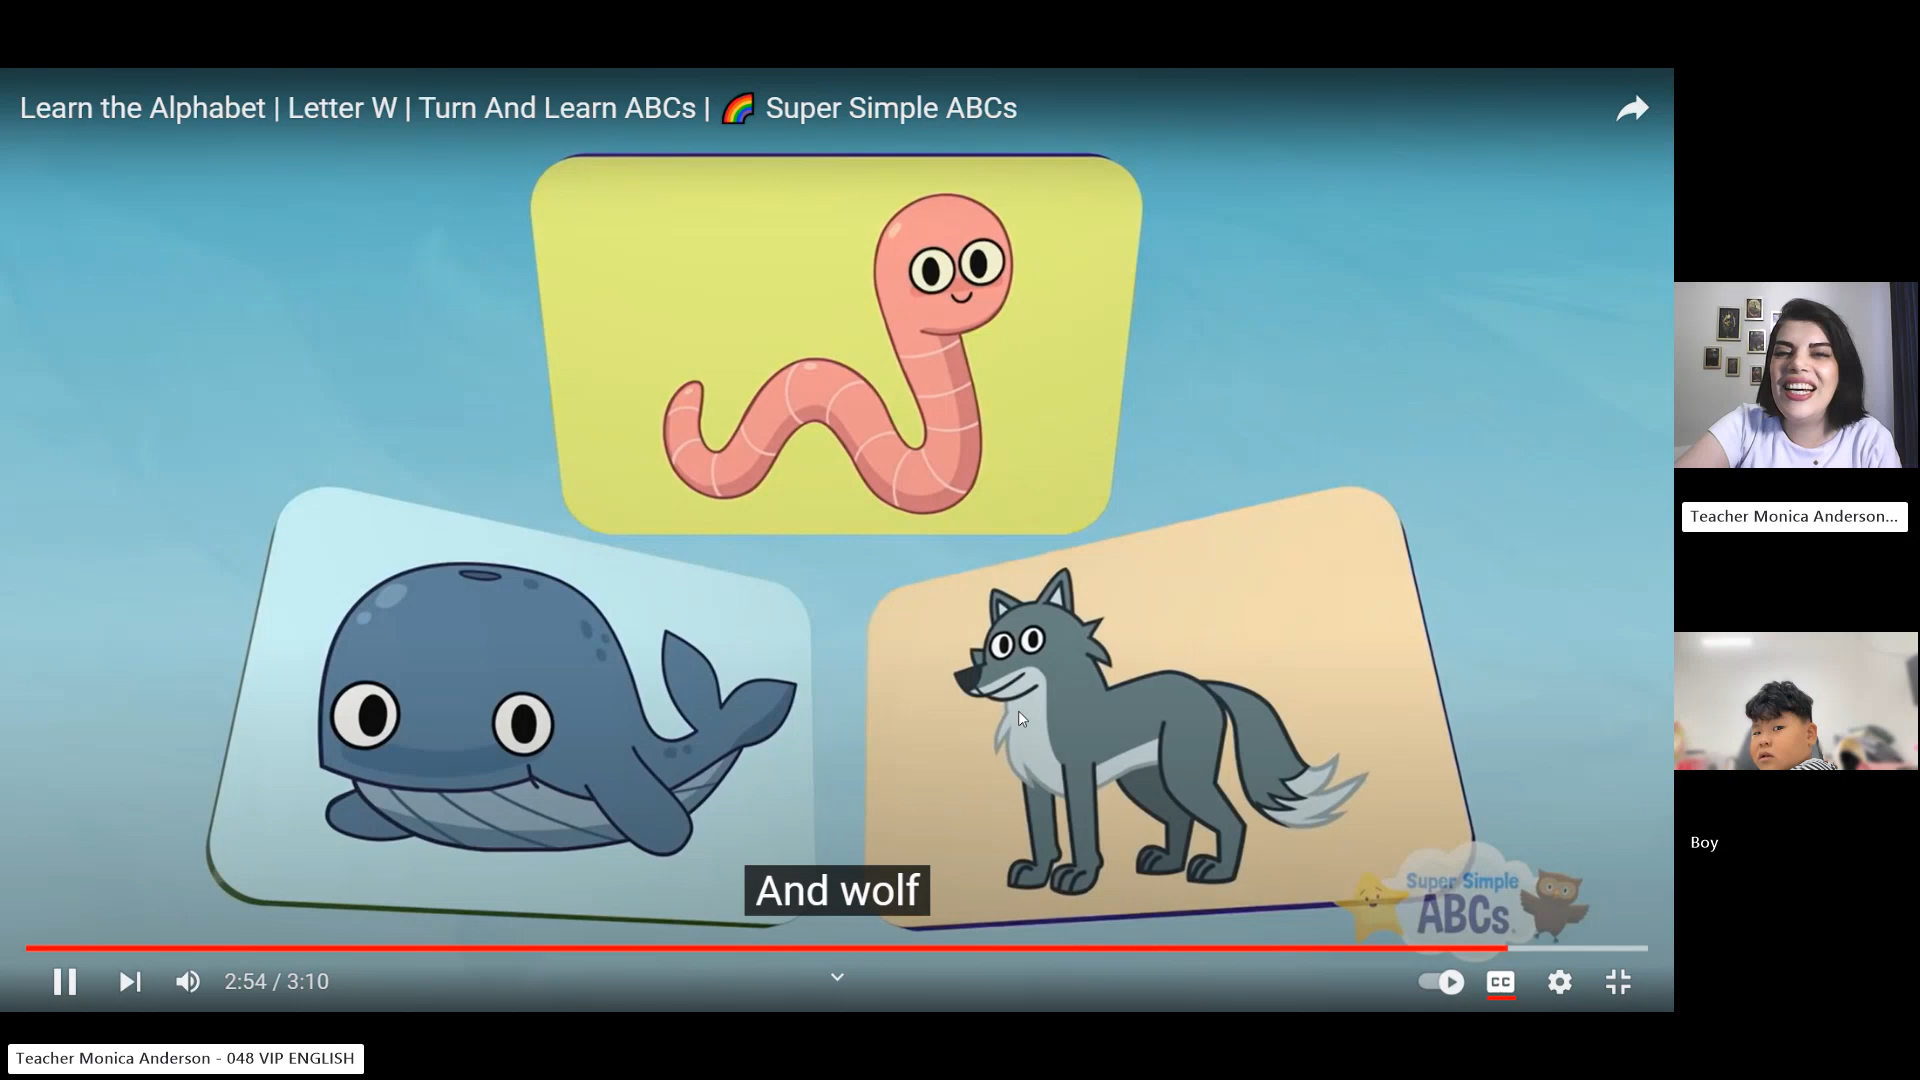 Learn the Alphabet | Letter W | Turn And Learn ABCs | 🌈 Super Simple ABCs
Teacher Monica Anderson...
Boy
And wolf
Super Simple
ABCs
2:54 / 3:10
CC
Teacher Monica Anderson - 048 VIP ENGLISH